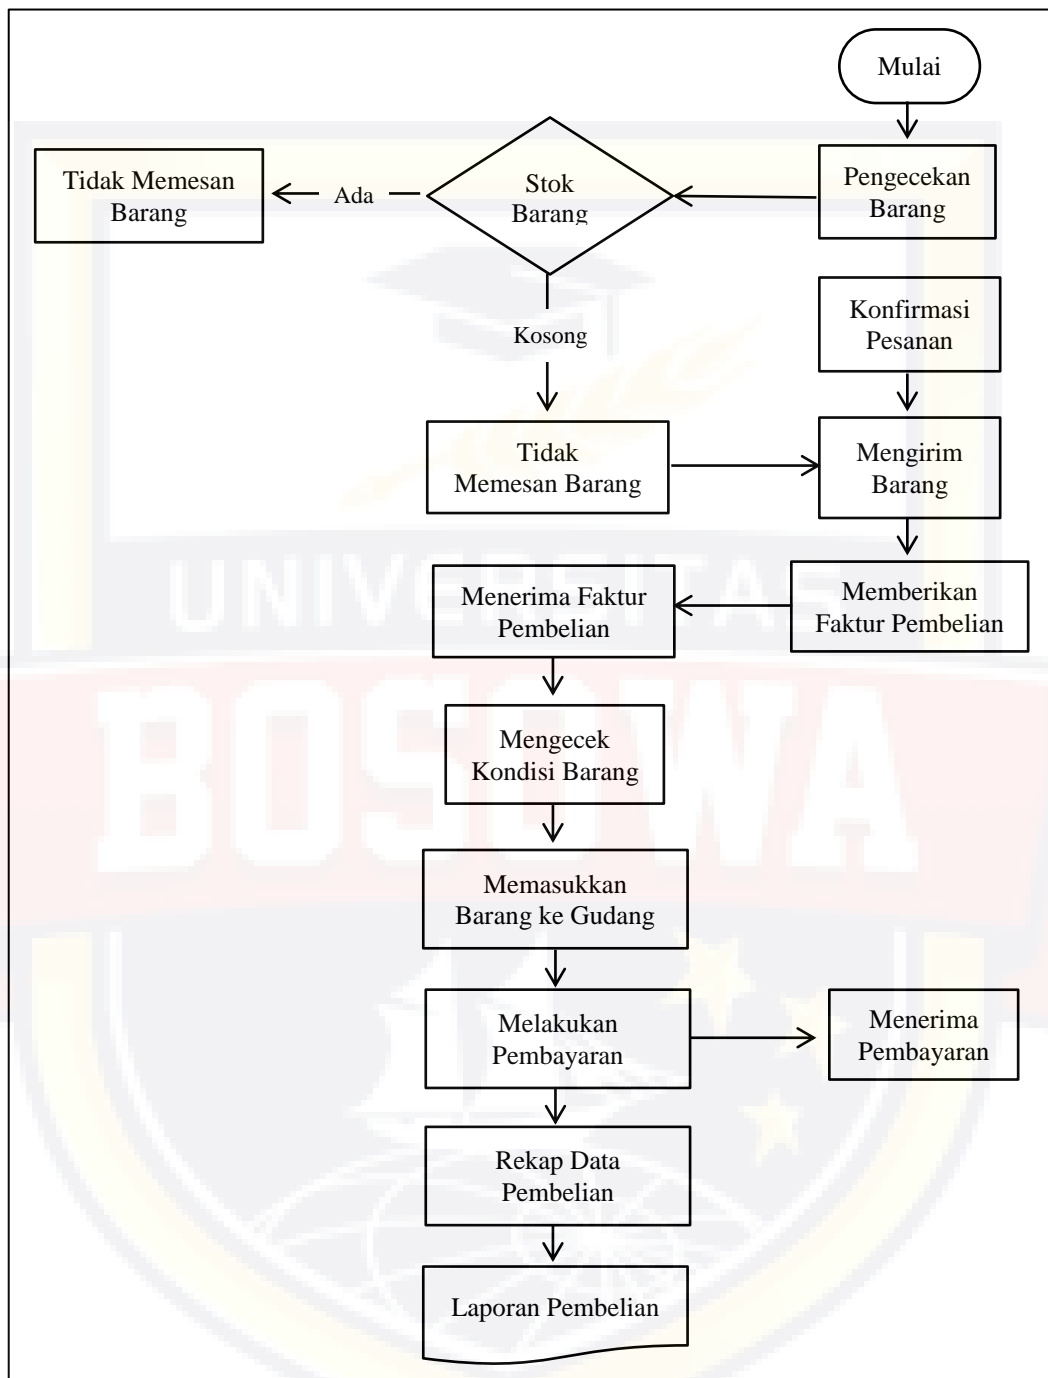 Mulai
Pengecekan
Barang
Stok
Barang
Ada
Tidak Memesan
Barang
Kosong
Konfirmasi
Pesanan
Tidak
Memesan Barang
Mengirim
Barang
Memberikan
Faktur Pembelian
Menerima Faktur
Pembelian
Mengecek
Kondisi Barang
Memasukkan
Barang ke Gudang
Melakukan
Pembayaran
Menerima
Pembayaran
Rekap Data
Pembelian
Laporan Pembelian
UNIVERSITAS
BOSOWA